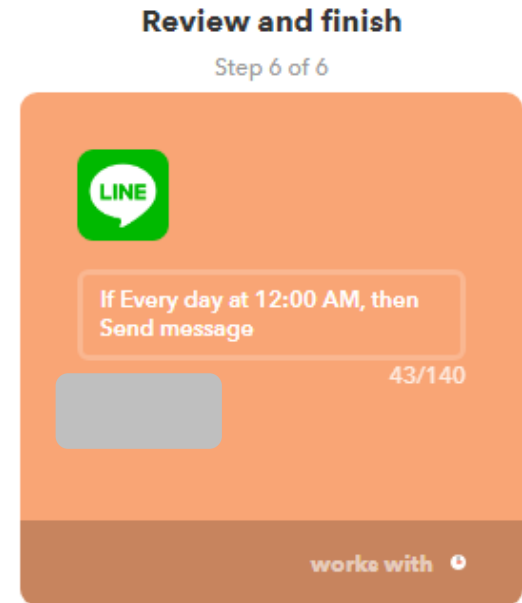 Review and finish
Step 6 of 6
LINE
If Every day at 12:00 AM, then
Send message
43/140
works with